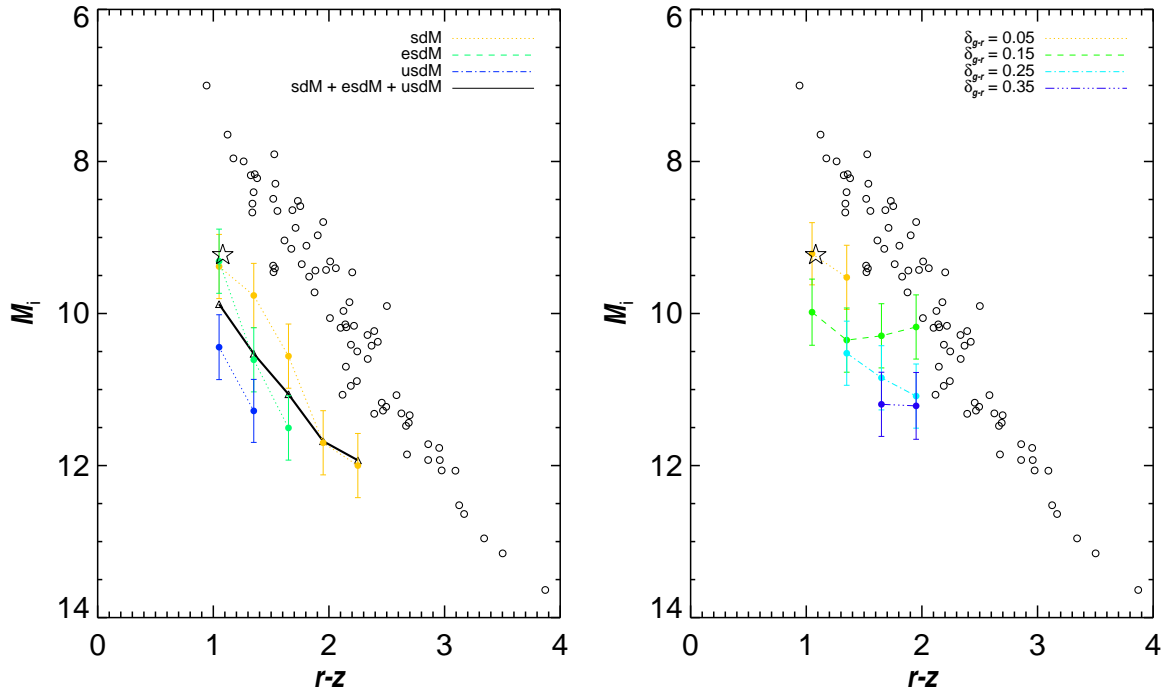 sdM
esdM
usdM
sdM + esdM + usdM
6
8
10
12
14
M_i
0 1 2 3 4
r-z
δ_g-r = 0.05
δ_g-r = 0.15
δ_g-r = 0.25
δ_g-r = 0.35
6
8
10
12
14
M_i
0 1 2 3 4
r-z